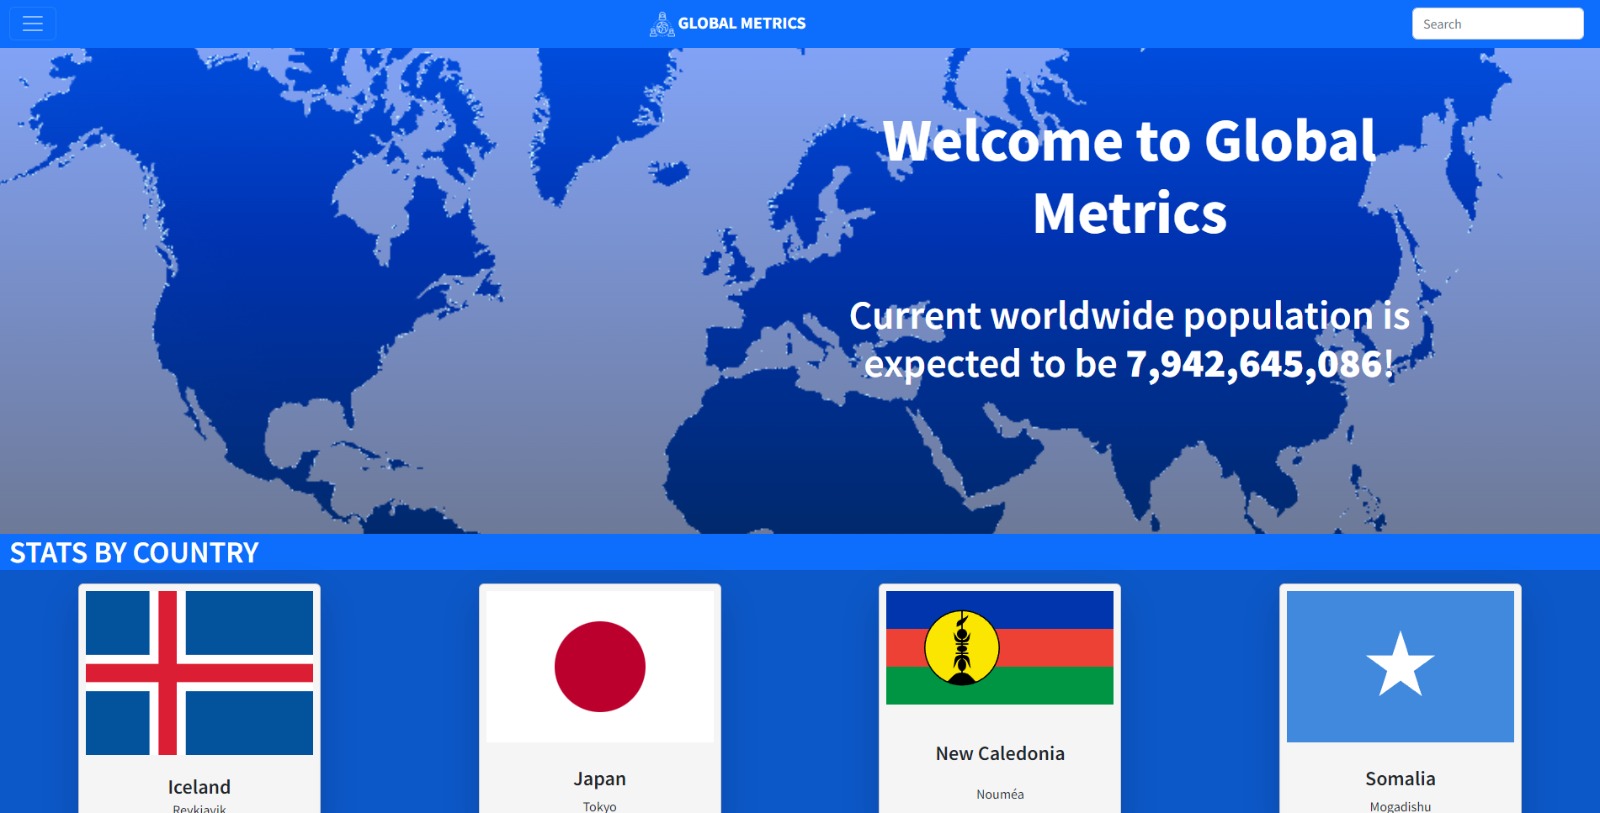 GLOBAL METRICS
Search
Welcome to Global
Metrics
Current worldwide population is
expected to be 7,942,645,086!
STATS BY COUNTRY
Iceland
Reykjavik
Japan
Tokyo
New Caledonia
Nouméa
Somalia
Mogadishu